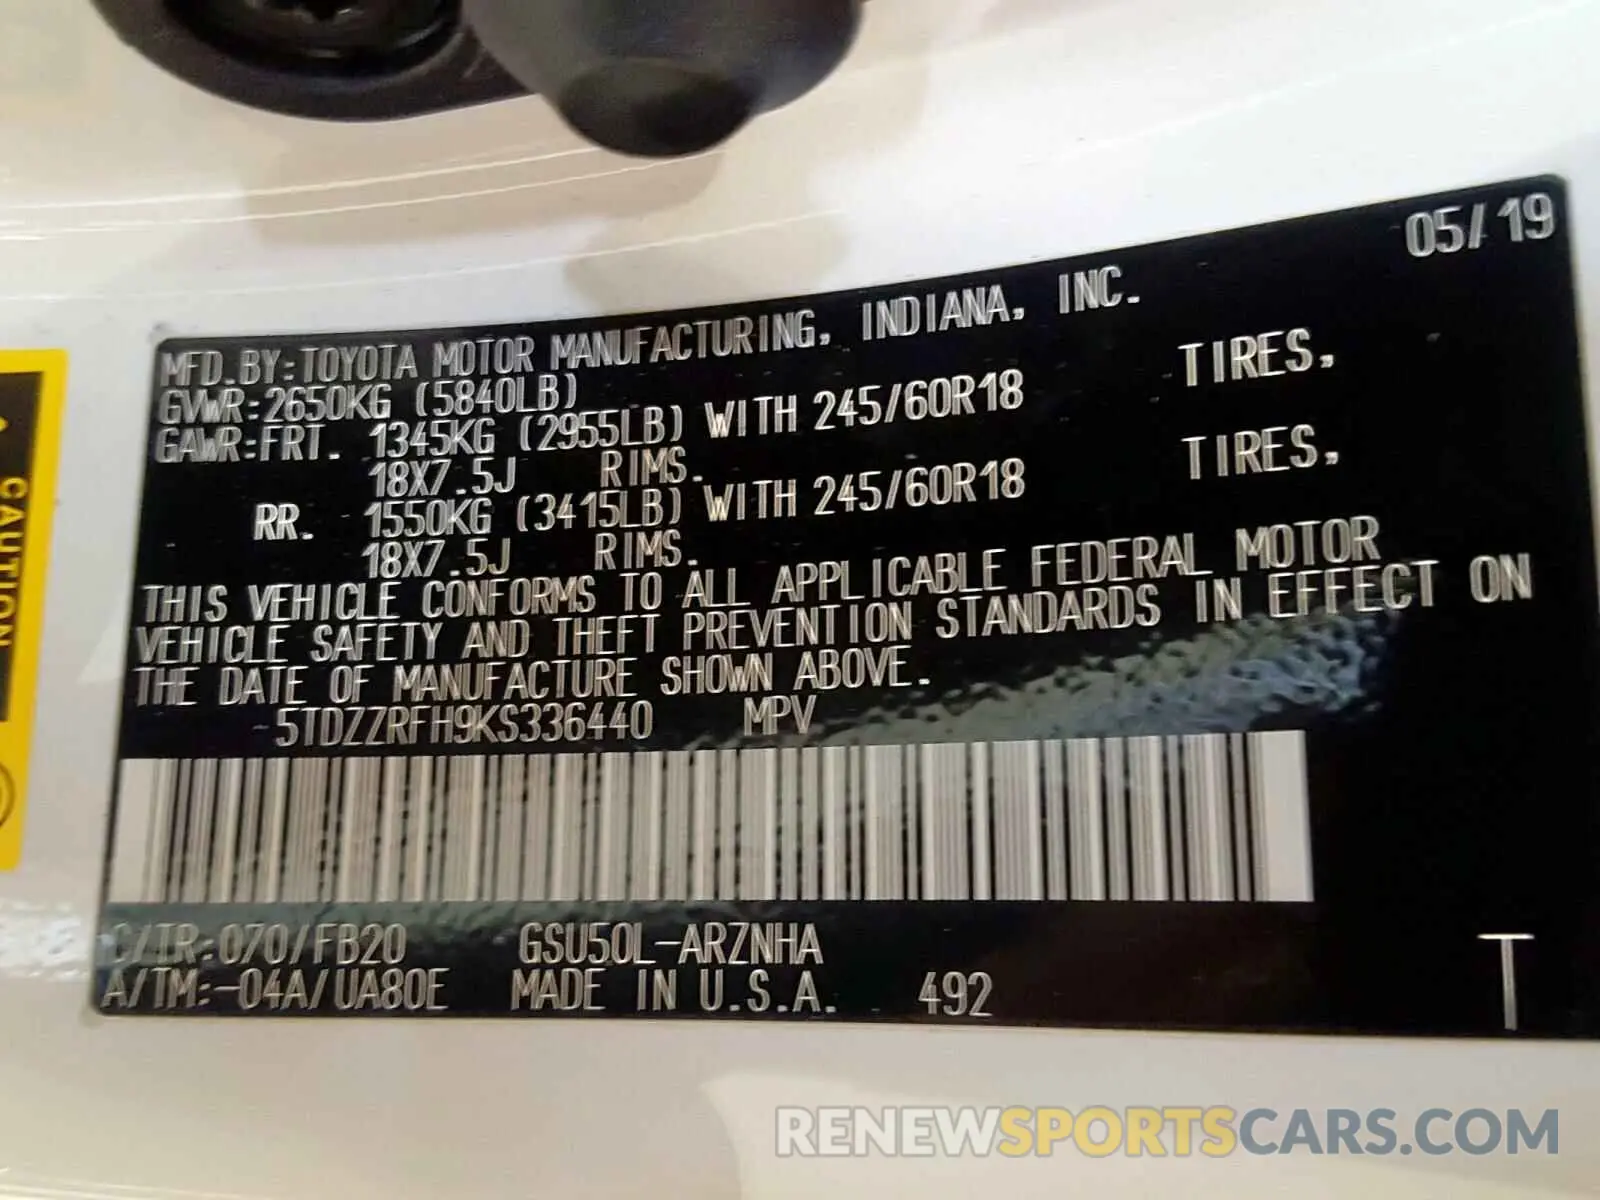 05/19
MFD.BY:TOYOTA MOTOR MANUFACTURING, INDIANA, INC.
GVWR:2650KG (5840LB)
GAWR:FRT. 1345KG (2955LB) WITH 245/60R18 TIRES,
18X7.5J RIMS.
RR. 1550KG (3415LB) WITH 245/60R18 TIRES,
18X7.5J RIMS.
THIS VEHICLE CONFORMS TO ALL APPLICABLE FEDERAL MOTOR
VEHICLE SAFETY AND THEFT PREVENTION STANDARDS IN EFFECT ON
THE DATE OF MANUFACTURE SHOWN ABOVE.
5TDZZRFH9KS336440 MPV
C/TR:070/FB20 GSU50L-ARZNHA
A/TM:-04A/UA80E MADE IN U.S.A. 492
T
CAUTION
RENEWSPORTSCARS.COM